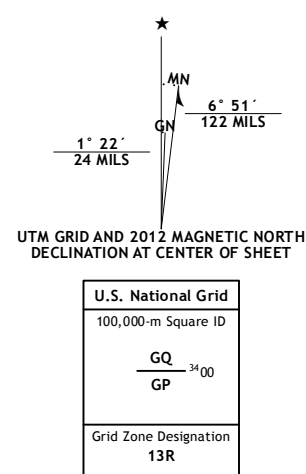 ★
MN
GN
6° 51´
122 MILS
1° 22´
24 MILS
UTM GRID AND 2012 MAGNETIC NORTH
DECLINATION AT CENTER OF SHEET
U.S. National Grid
100,000-m Square ID
GQ
3400
GP
Grid Zone Designation
13R